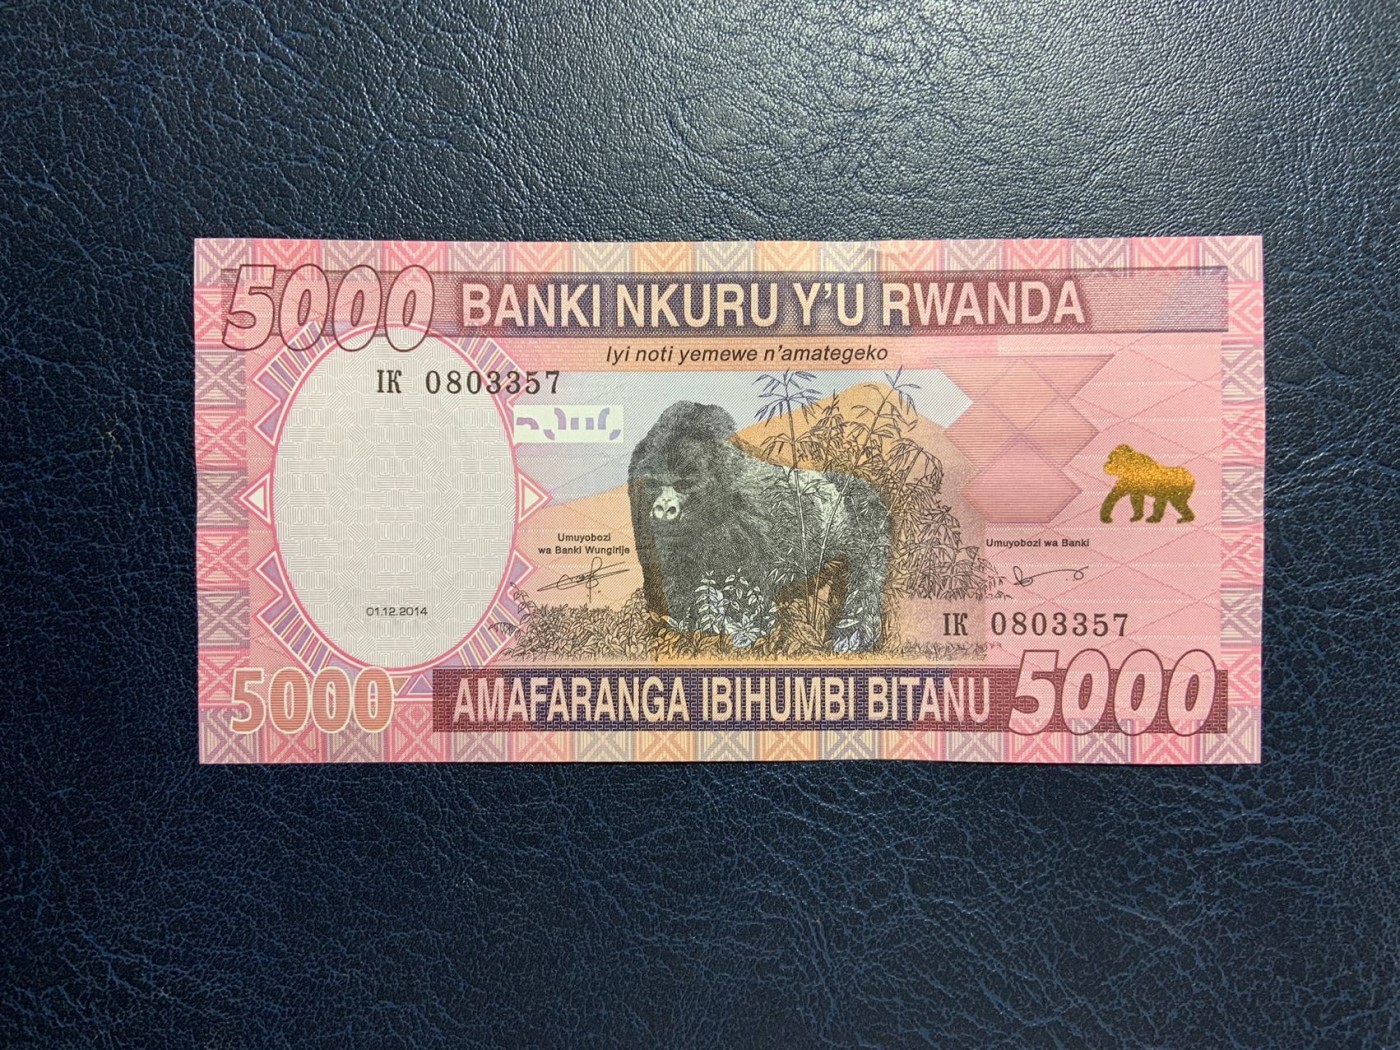 5000 BANKI NKURU Y'U RWANDA
Iyi noti yemewe n'amategeko
IK 0803357
Umuyobozi
wa Banki Wungirije
Umuyobozi wa Banki
01.12.2014
IK 0803357
5000 AMAFARANGA IBIHUMBI BITANU 5000